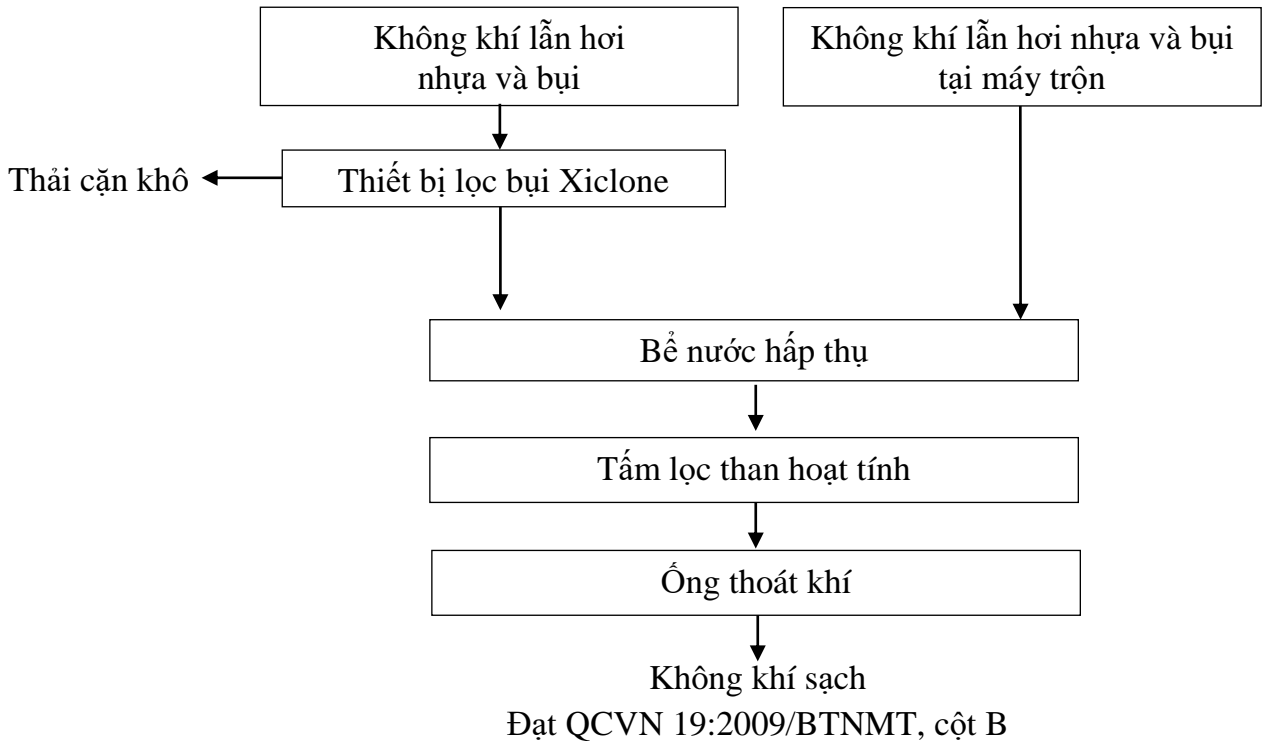 Không khí lẫn hơi
nhựa và bụi
Không khí lẫn hơi nhựa và bụi
tại máy trộn
Thải cặn khô
Thiết bị lọc bụi Xiclone
Bể nước hấp thụ
Tấm lọc than hoạt tính
Ống thoát khí
Không khí sạch
Đạt QCVN 19:2009/BTNMT, cột B